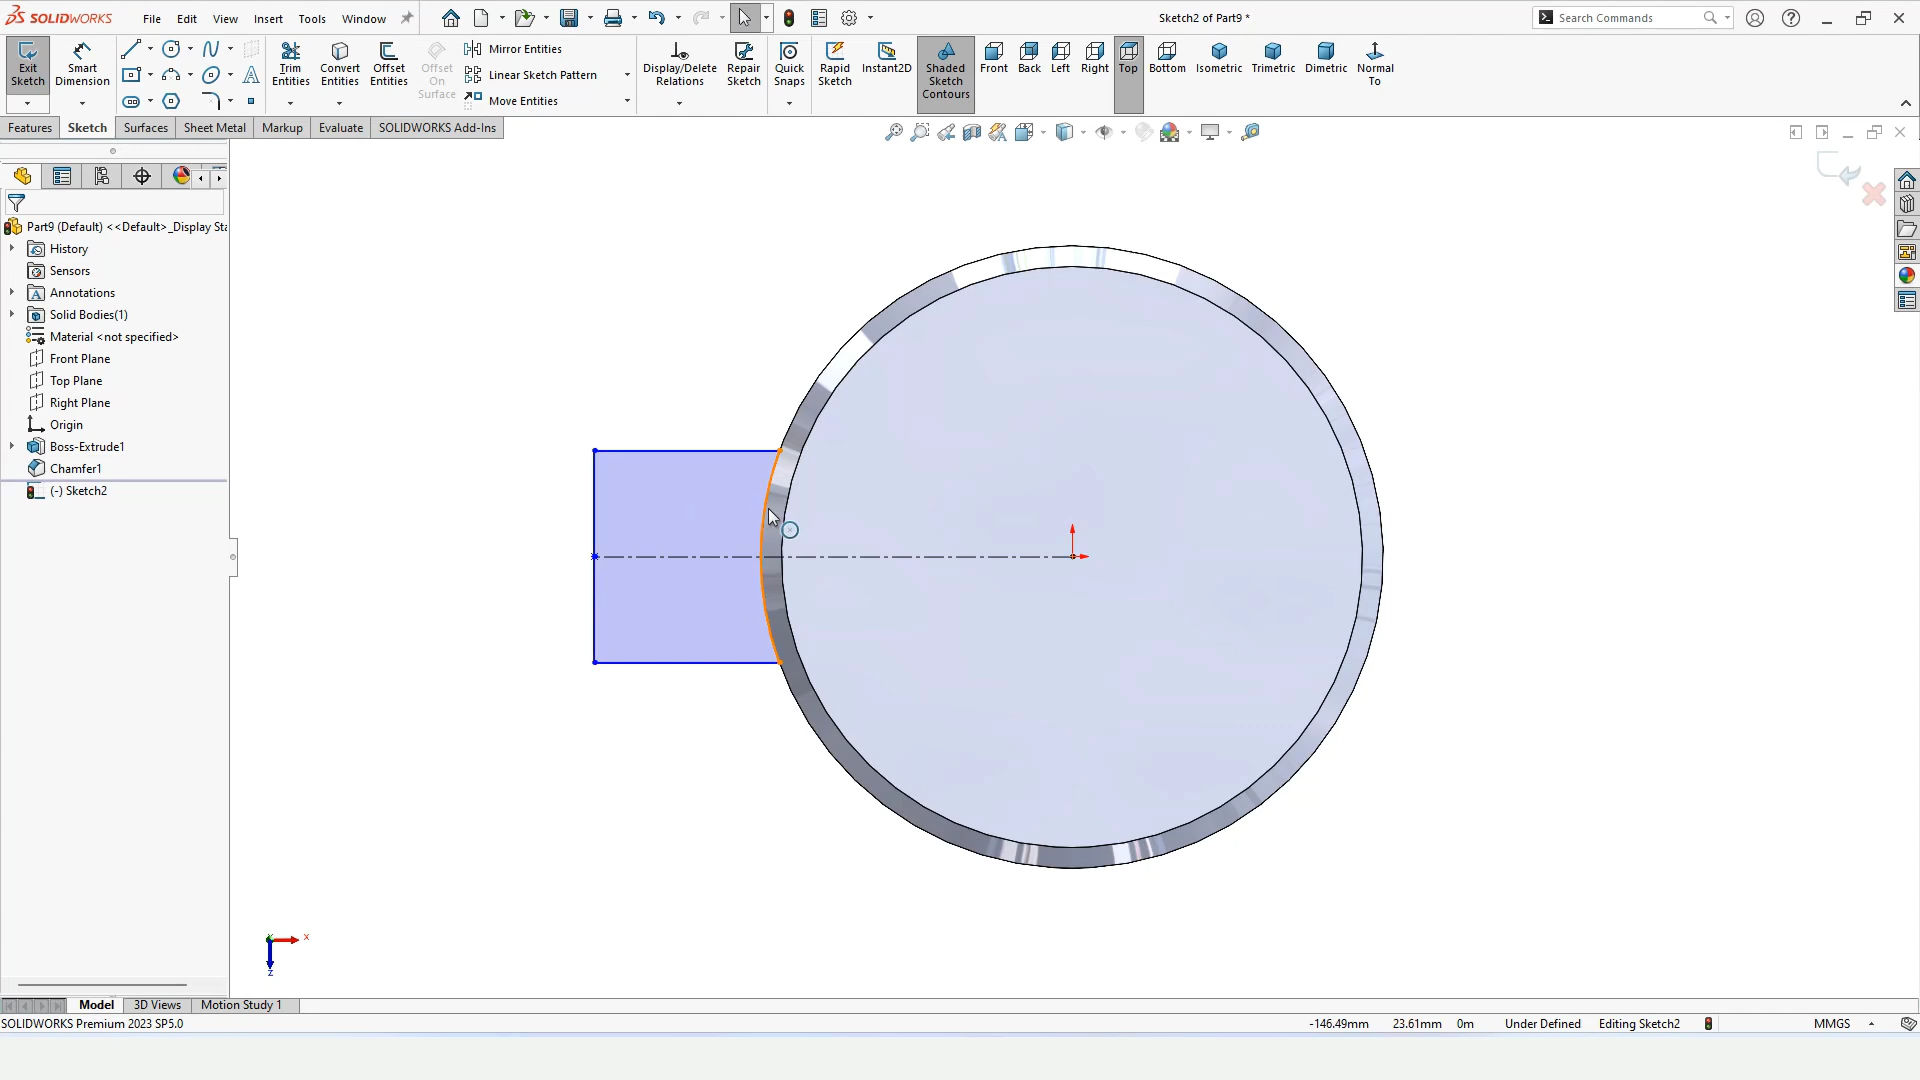 SOLIDWORKS File Edit View Insert Tools Window Sketch2 of Part9 * Search Commands
Exit Sketch
Smart Dimension
Trim Entities
Convert Entities
Offset Entities
Offset On Surface
Mirror Entities
Linear Sketch Pattern
Move Entities
Display/Delete Relations
Repair Sketch
Quick Snaps
Rapid Sketch
Instant2D
Shaded Sketch Contours
Front Back Left Right Top Bottom Isometric Trimetric Dimetric Normal To
Features Sketch Surfaces Sheet Metal Markup Evaluate SOLIDWORKS Add-Ins
Part9 (Default) <<Default>_Display Sta
History
Sensors
Annotations
Solid Bodies(1)
Material <not specified>
Front Plane
Top Plane
Right Plane
Origin
Boss-Extrude1
Chamfer1
(-) Sketch2
Y X
Z
Model 3D Views Motion Study 1
SOLIDWORKS Premium 2023 SP5.0 -146.49mm 23.61mm 0m Under Defined Editing Sketch2 MMGS